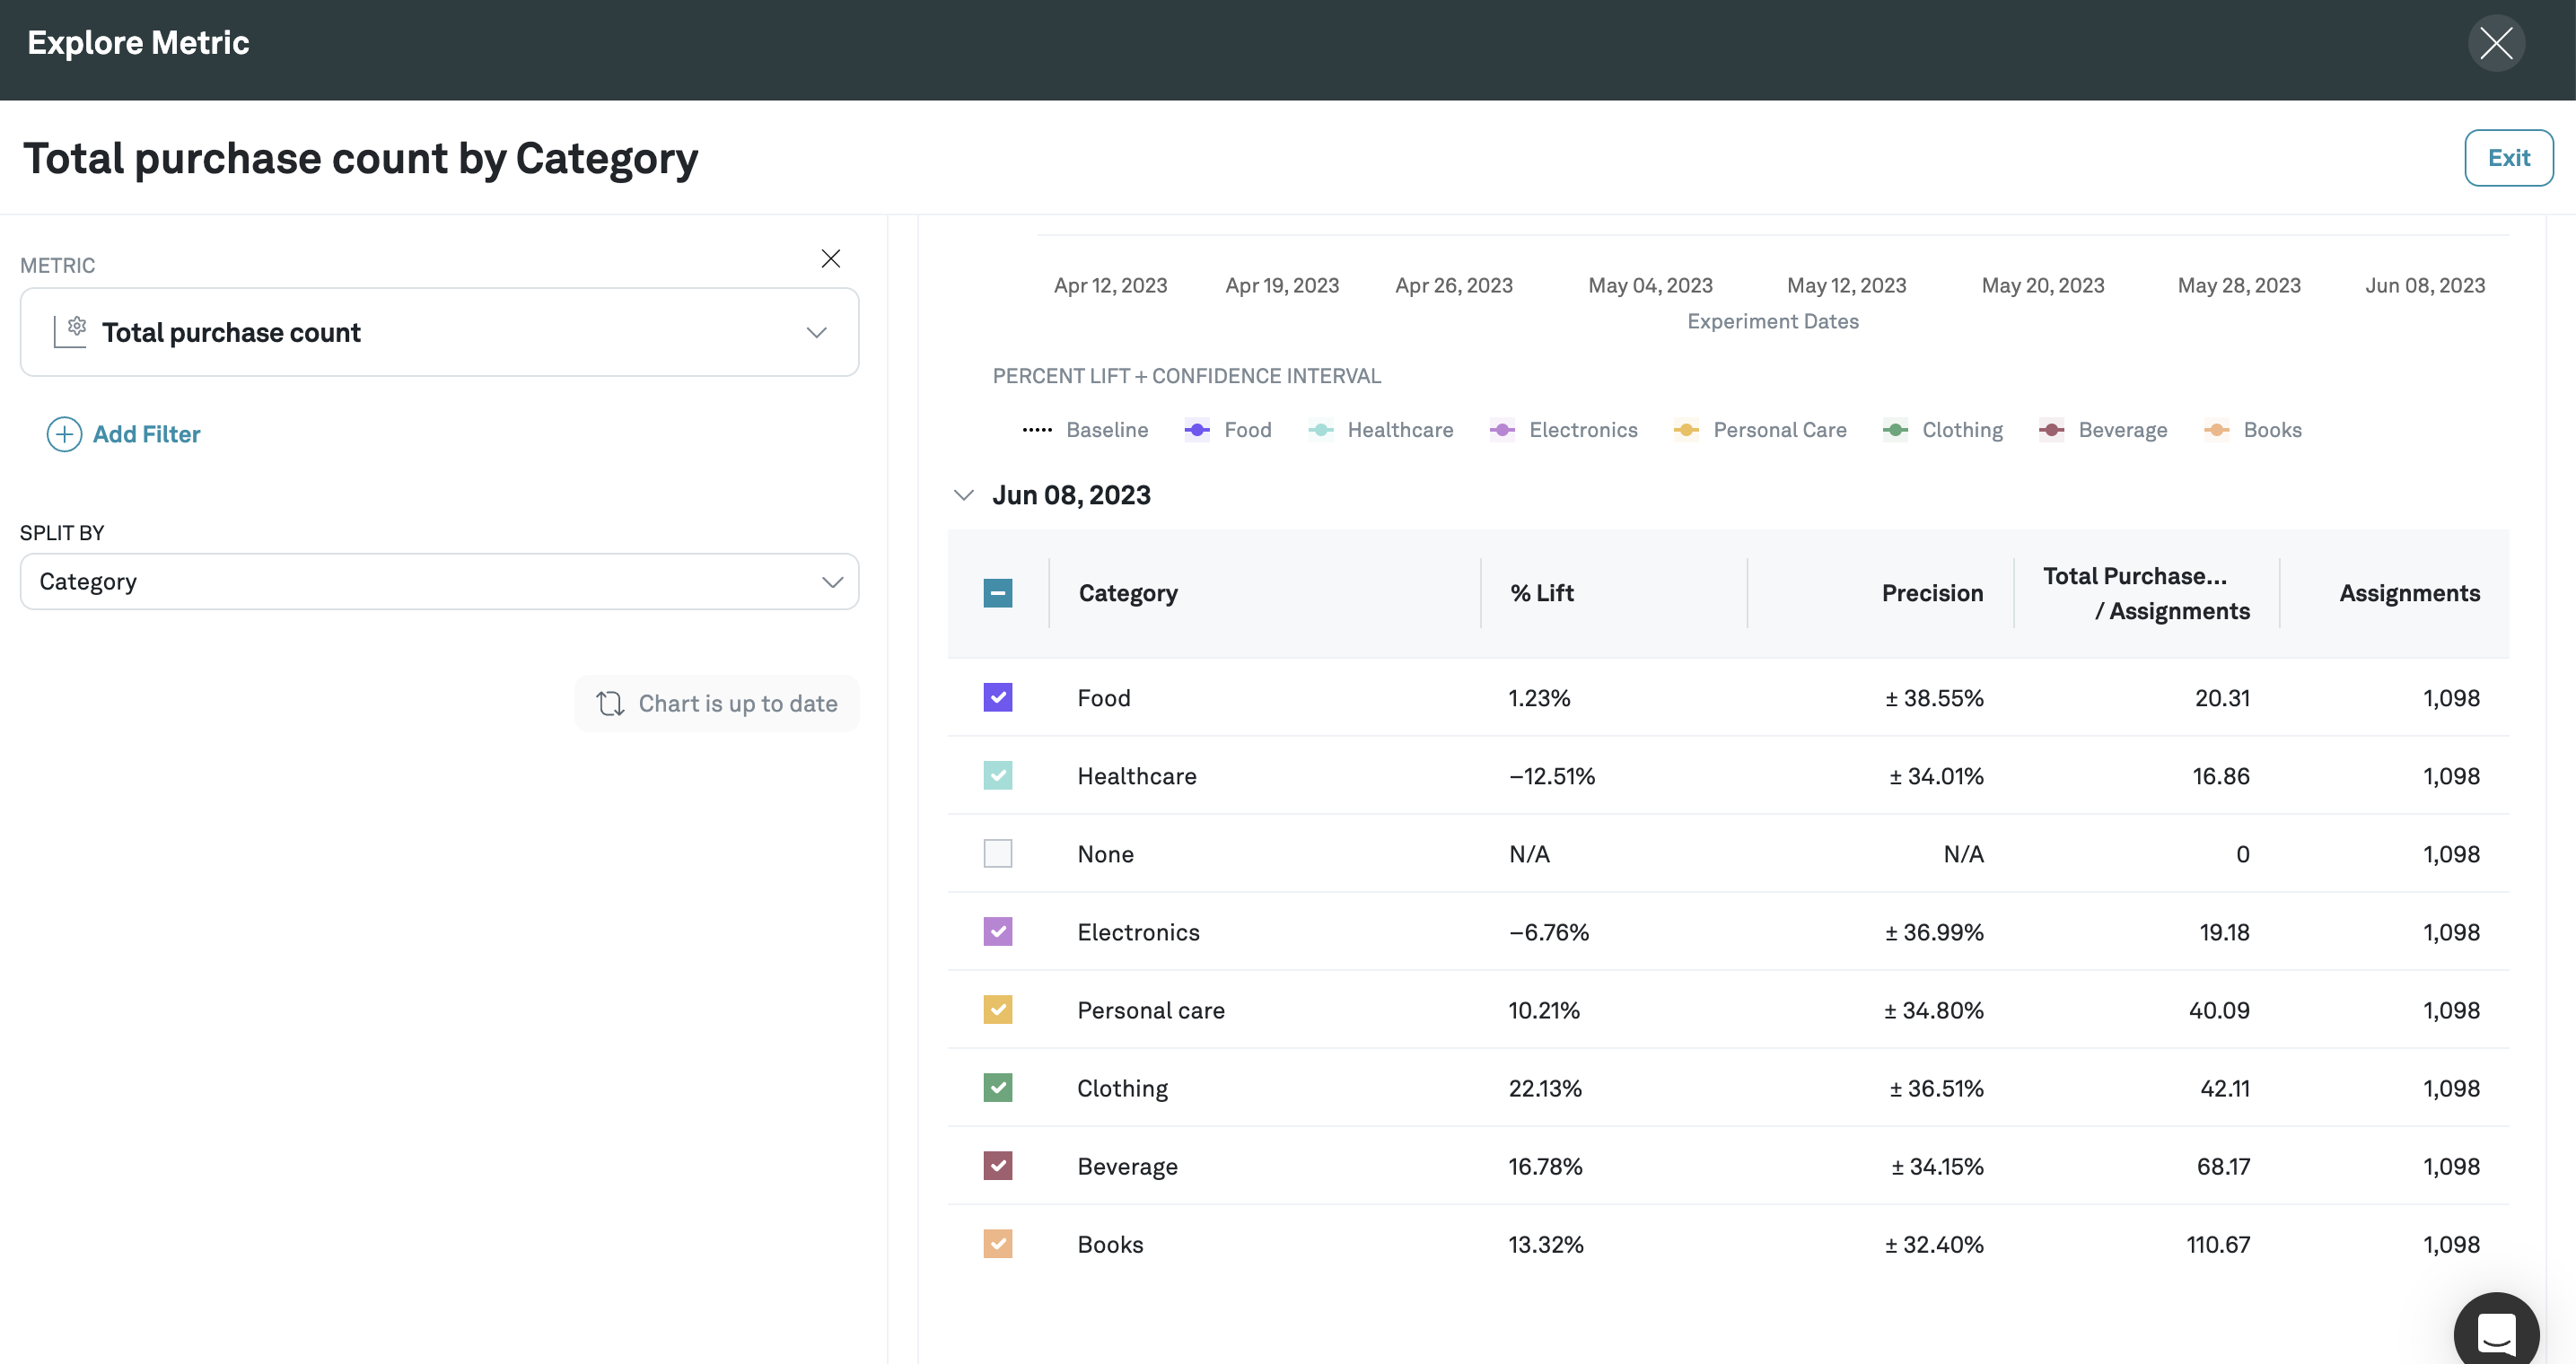 Explore Metric
Total purchase count by Category
Exit
METRIC
Total purchase count
Add Filter
SPLIT BY
Category
Chart is up to date
Apr 12, 2023 Apr 19, 2023 Apr 26, 2023 May 04, 2023 May 12, 2023 May 20, 2023 May 28, 2023 Jun 08, 2023
Experiment Dates
PERCENT LIFT + CONFIDENCE INTERVAL
Baseline Food Healthcare Electronics Personal Care Clothing Beverage Books
Jun 08, 2023
Category % Lift Precision Total Purchase... / Assignments Assignments
Food 1.23% ± 38.55% 20.31 1,098
Healthcare −12.51% ± 34.01% 16.86 1,098
None N/A N/A 0 1,098
Electronics −6.76% ± 36.99% 19.18 1,098
Personal care 10.21% ± 34.80% 40.09 1,098
Clothing 22.13% ± 36.51% 42.11 1,098
Beverage 16.78% ± 34.15% 68.17 1,098
Books 13.32% ± 32.40% 110.67 1,098